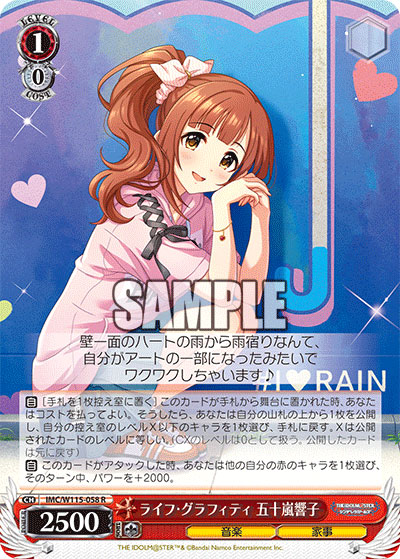 LEVEL
1
0
COST
SAMPLE
壁一面のハートの雨から雨宿りなんて、
自分がアートの一部になったみたいで
ワクワクしちゃいます♪
#I♥RAIN
自 [手札を1枚控え室に置く] このカードが手札から舞台に置かれた時、あなた
はコストを払ってよい。そうしたら、あなたは自分の山札の上から1枚を公開
し、自分の控え室のレベルX以下のキャラを1枚選び、手札に戻す。Xは公開さ
れたカードのレベルに等しい。(CXのレベルは0として扱う。公開したカード
は元に戻す)
自 このカードがアタックした時、あなたは他の自分の赤のキャラを1枚選び、
そのターン中、パワーを+2000。
CH IMC/W115-058 R
2500
ライフ・グラフィティ 五十嵐響子
音楽
家事
THE IDOLM@STER™ & ©Bandai Namco Entertainment Inc.